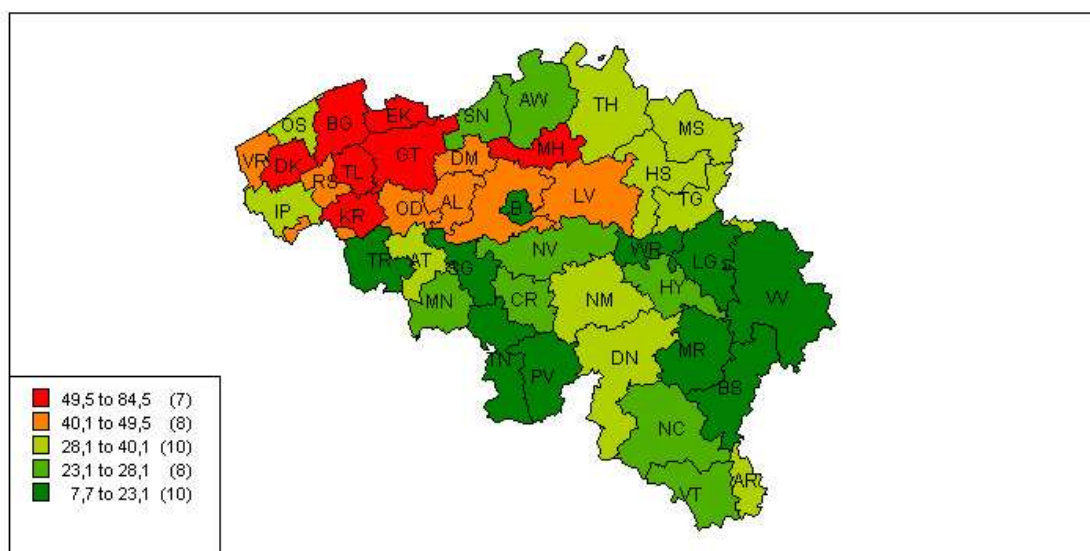 AW
TH
EK
SN
OS
BG
MS
GT
MH
DM
VR
DK
TL
HS
RS
LV
TG
AL
OD
B
IP
KR
NV
WR
TR
AT
LG
SG
HY
VV
MN
CR
NM
MR
DN
TN
PV
BS
NC
AR
VT
49,5 to 84,5 (7)
40,1 to 49,5 (8)
28,1 to 40,1 (10)
23,1 to 28,1 (8)
7,7 to 23,1 (10)